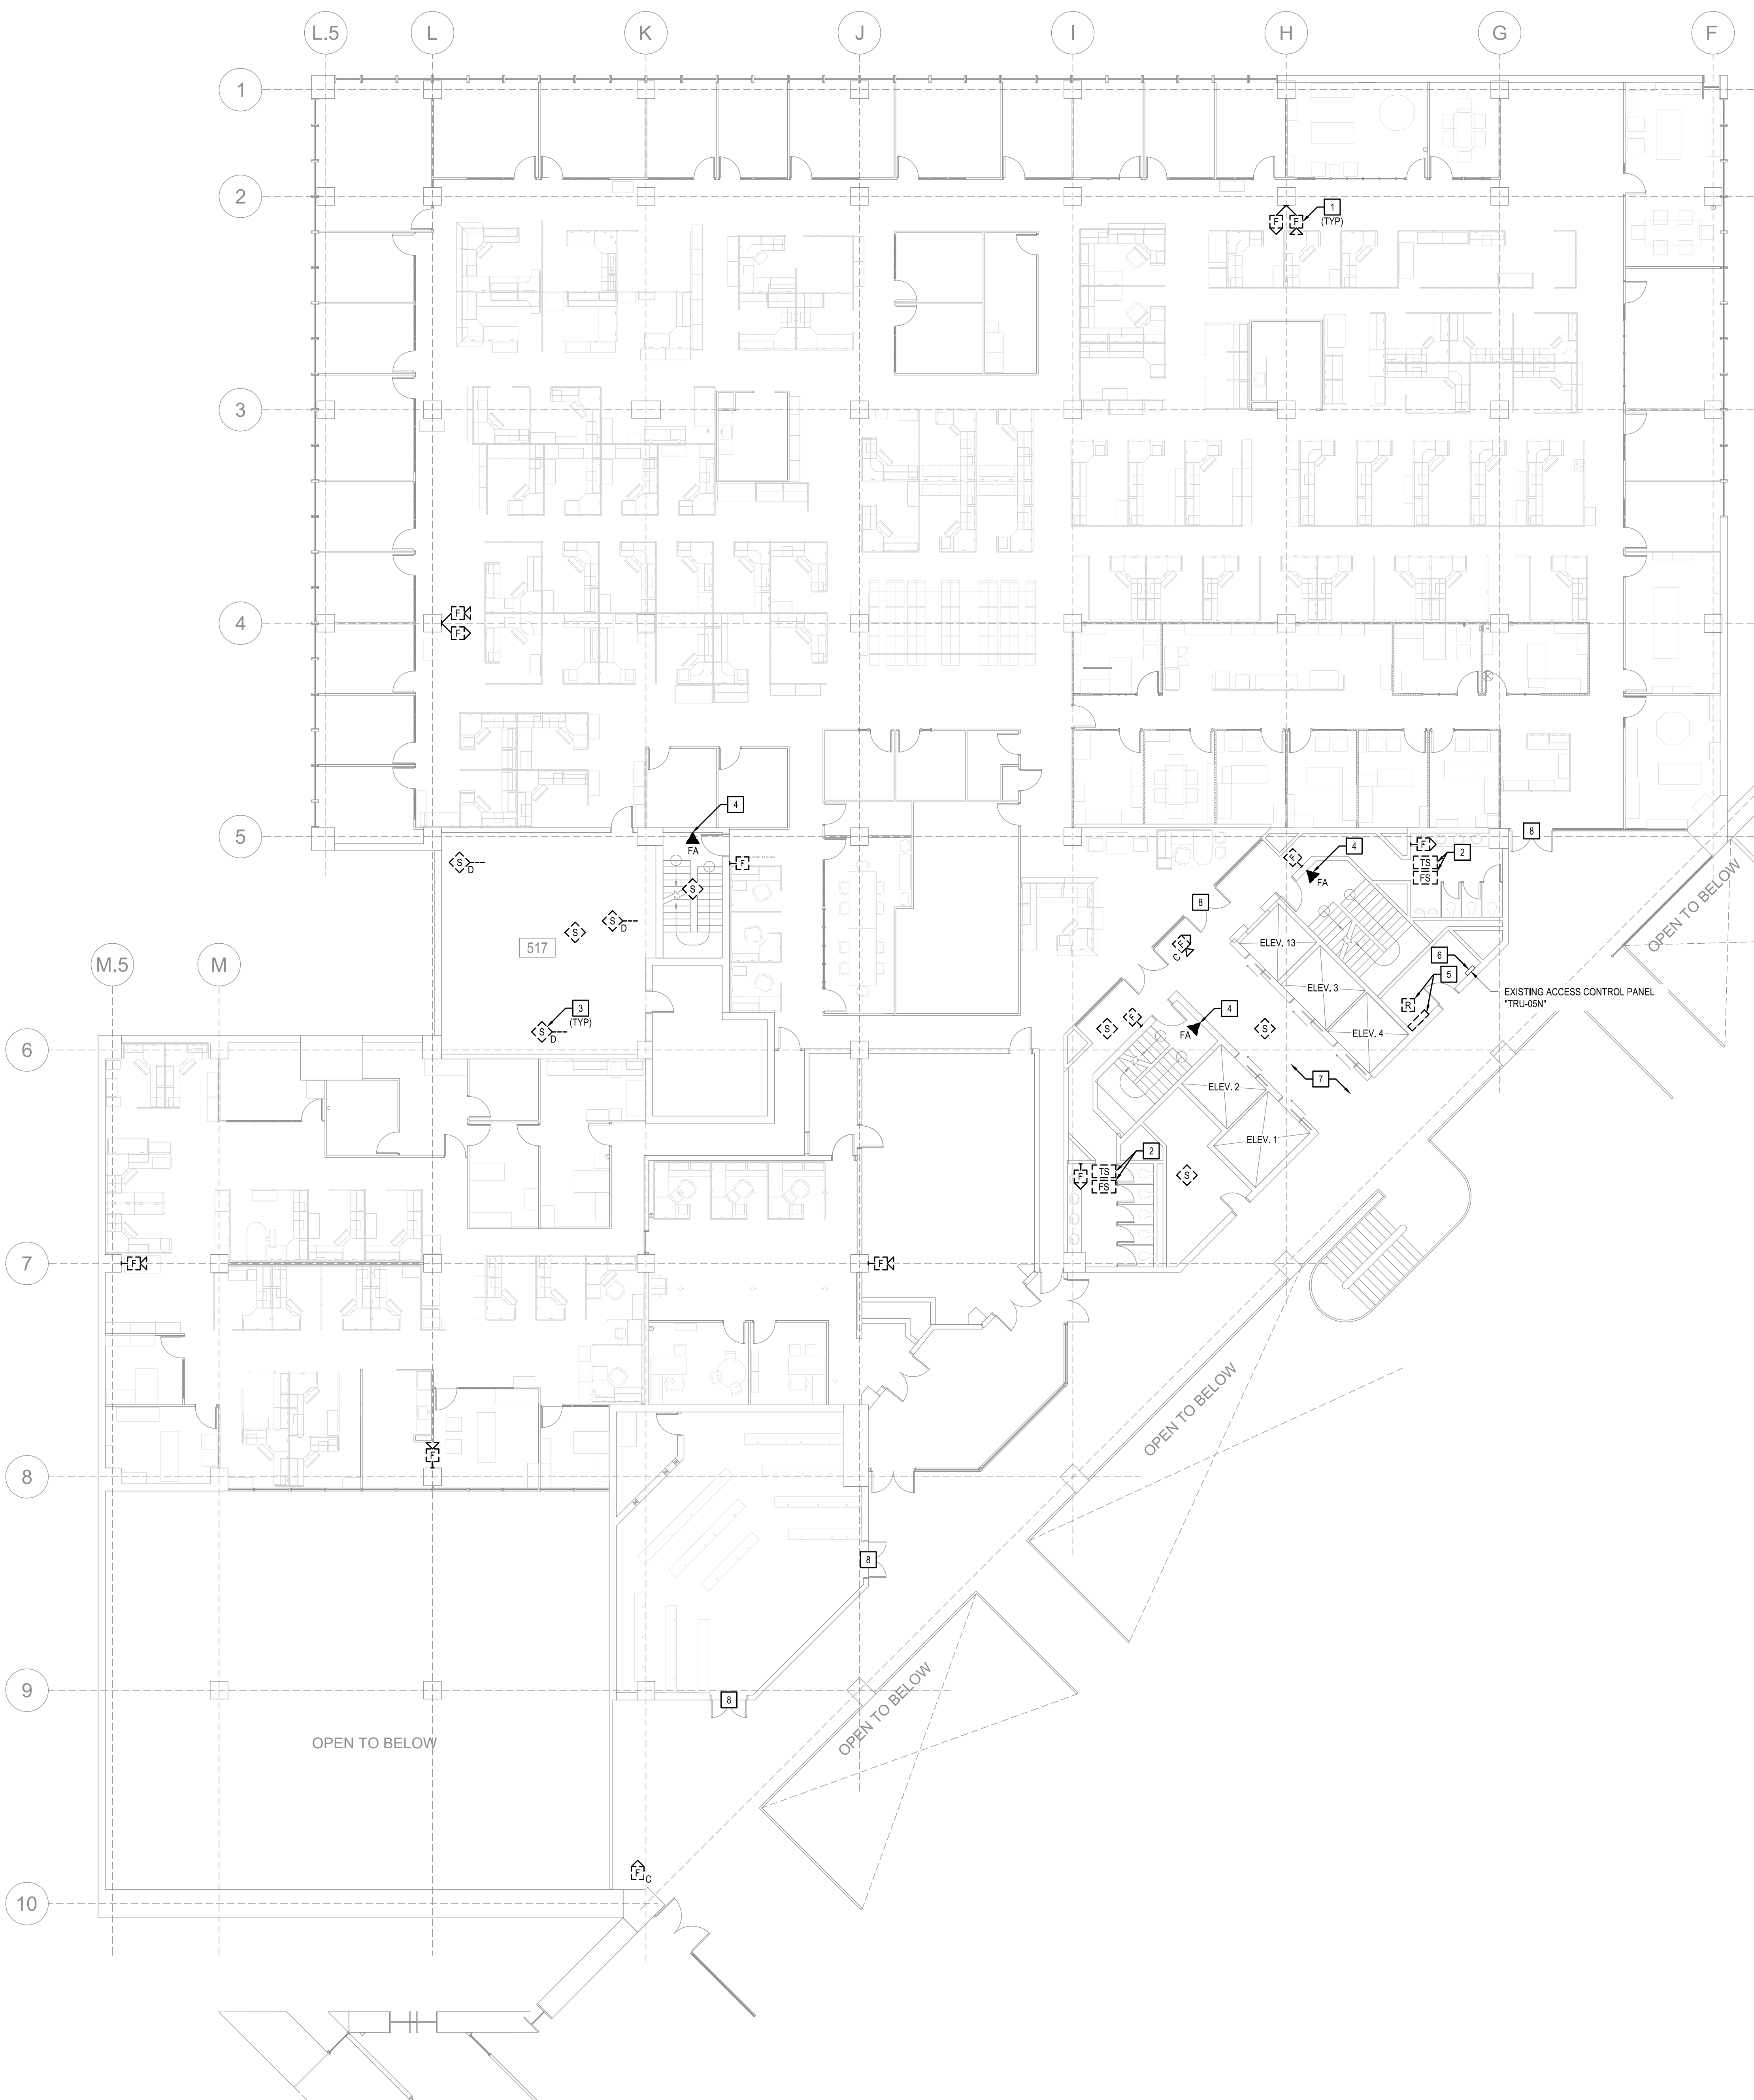 L.5
L
K
J
I
H
G
F
1
2
F
F
1
(TYP)
3
4
F
F
5
4
FA
F
S
D
S
S
S
D
517
3
(TYP)
S
D
8
F
TS
FS
2
F
4
FA
8
F
C
ELEV. 13
ELEV. 3
ELEV. 4
6
5
R
EXISTING ACCESS CONTROL PANEL
"TRU-05N"
OPEN TO BELOW
M.5
M
6
S
F
4
FA
S
7
ELEV. 2
ELEV. 1
F
TS
FS
2
S
7
F
F
OPEN TO BELOW
8
F
8
9
8
OPEN TO BELOW
OPEN TO BELOW
10
F
C